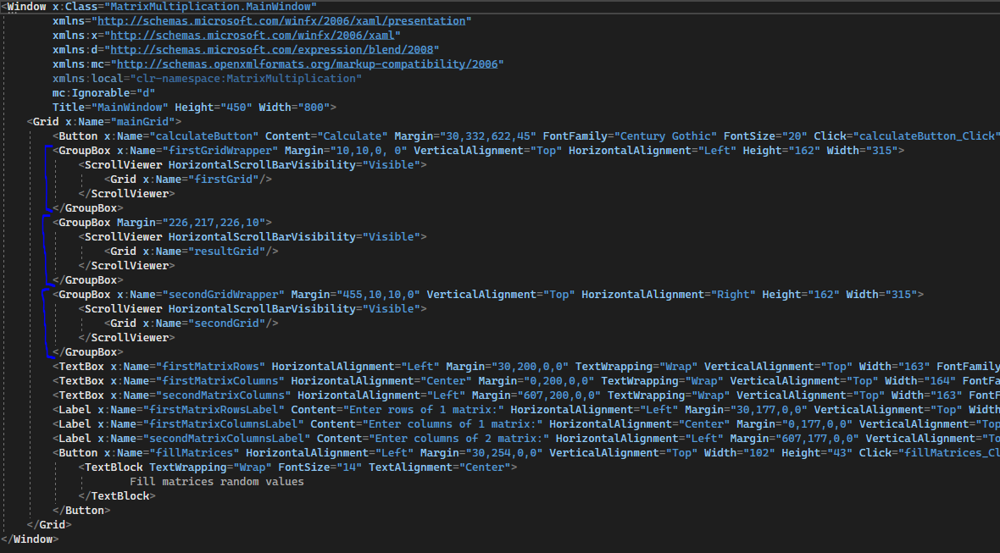 <Window x:Class="MatrixMultiplication.MainWindow"
xmlns="http://schemas.microsoft.com/winfx/2006/xaml/presentation"
xmlns:x="http://schemas.microsoft.com/winfx/2006/xaml"
xmlns:d="http://schemas.microsoft.com/expression/blend/2008"
xmlns:mc="http://schemas.openxmlformats.org/markup-compatibility/2006"
xmlns:local="clr-namespace:MatrixMultiplication"
mc:Ignorable="d"
Title="MainWindow" Height="450" Width="800">
<Grid x:Name="mainGrid">
<Button x:Name="calculateButton" Content="Calculate" Margin="30,332,622,45" FontFamily="Century Gothic" FontSize="20" Click="calculateButton_Click"
<GroupBox x:Name="firstGridWrapper" Margin="10,10,0, 0" VerticalAlignment="Top" HorizontalAlignment="Left" Height="162" Width="315">
<ScrollViewer HorizontalScrollBarVisibility="Visible">
<Grid x:Name="firstGrid"/>
</ScrollViewer>
</GroupBox>
<GroupBox Margin="226,217,226,10">
<ScrollViewer HorizontalScrollBarVisibility="Visible">
<Grid x:Name="resultGrid"/>
</ScrollViewer>
</GroupBox>
<GroupBox x:Name="secondGridWrapper" Margin="455,10,10,0" VerticalAlignment="Top" HorizontalAlignment="Right" Height="162" Width="315">
<ScrollViewer HorizontalScrollBarVisibility="Visible">
<Grid x:Name="secondGrid"/>
</ScrollViewer>
</GroupBox>
<TextBox x:Name="firstMatrixRows" HorizontalAlignment="Left" Margin="30,200,0,0" TextWrapping="Wrap" VerticalAlignment="Top" Width="163" FontFamily
<TextBox x:Name="firstMatrixColumns" HorizontalAlignment="Center" Margin="0,200,0,0" TextWrapping="Wrap" VerticalAlignment="Top" Width="164" FontFa
<TextBox x:Name="secondMatrixColumns" HorizontalAlignment="Left" Margin="607,200,0,0" TextWrapping="Wrap" VerticalAlignment="Top" Width="163" FontF
<Label x:Name="firstMatrixRowsLabel" Content="Enter rows of 1 matrix:" HorizontalAlignment="Left" Margin="30,177,0,0" VerticalAlignment="Top" Width
<Label x:Name="firstMatrixColumnsLabel" Content="Enter columns of 1 matrix:" HorizontalAlignment="Center" Margin="0,177,0,0" VerticalAlignment="Top
<Label x:Name="secondMatrixColumnsLabel" Content="Enter columns of 2 matrix:" HorizontalAlignment="Left" Margin="607,177,0,0" VerticalAlignment="To
<Button x:Name="fillMatrices" HorizontalAlignment="Left" Margin="30,254,0,0" VerticalAlignment="Top" Width="102" Height="43" Click="fillMatrices_Cl
<TextBlock TextWrapping="Wrap" FontSize="14" TextAlignment="Center">
Fill matrices random values
</TextBlock>
</Button>
</Grid>
</Window>